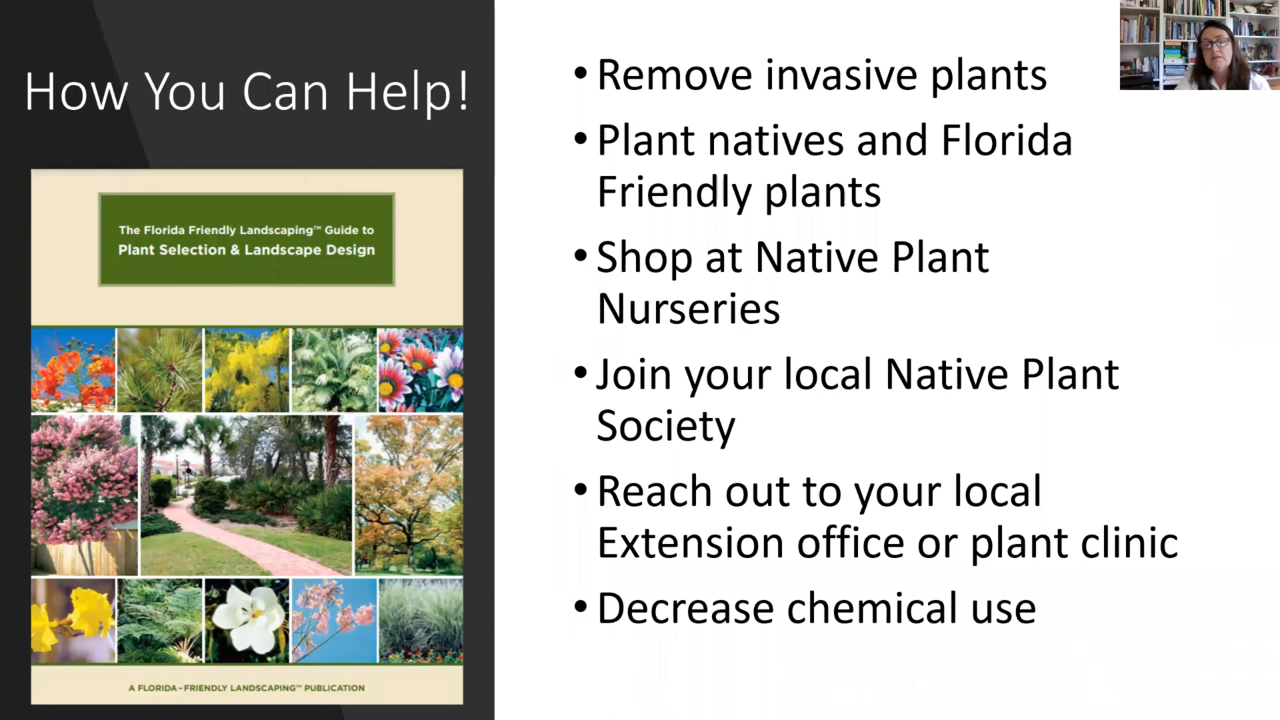 How You Can Help!
The Florida Friendly Landscaping™ Guide to
Plant Selection & Landscape Design
A FLORIDA-FRIENDLY LANDSCAPING™ PUBLICATION
• Remove invasive plants
• Plant natives and Florida
Friendly plants
• Shop at Native Plant
Nurseries
• Join your local Native Plant
Society
• Reach out to your local
Extension office or plant clinic
• Decrease chemical use